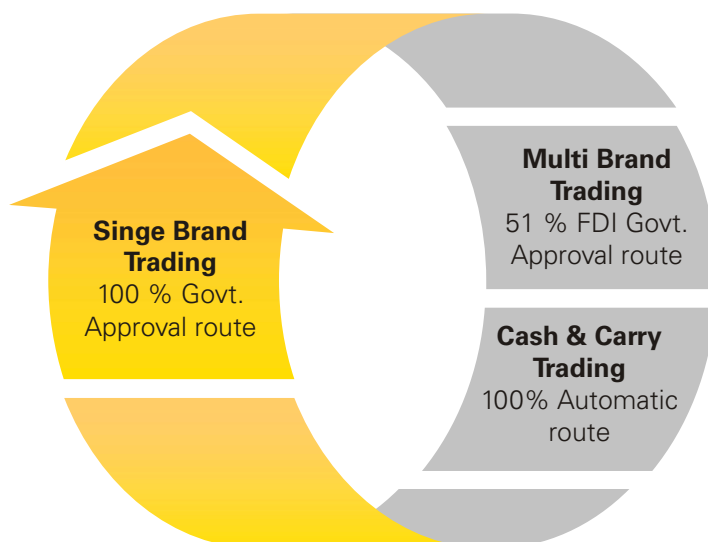 Singe Brand
Trading
100 % Govt.
Approval route
Multi Brand
Trading
51 % FDI Govt.
Approval route
Cash & Carry
Trading
100% Automatic
route